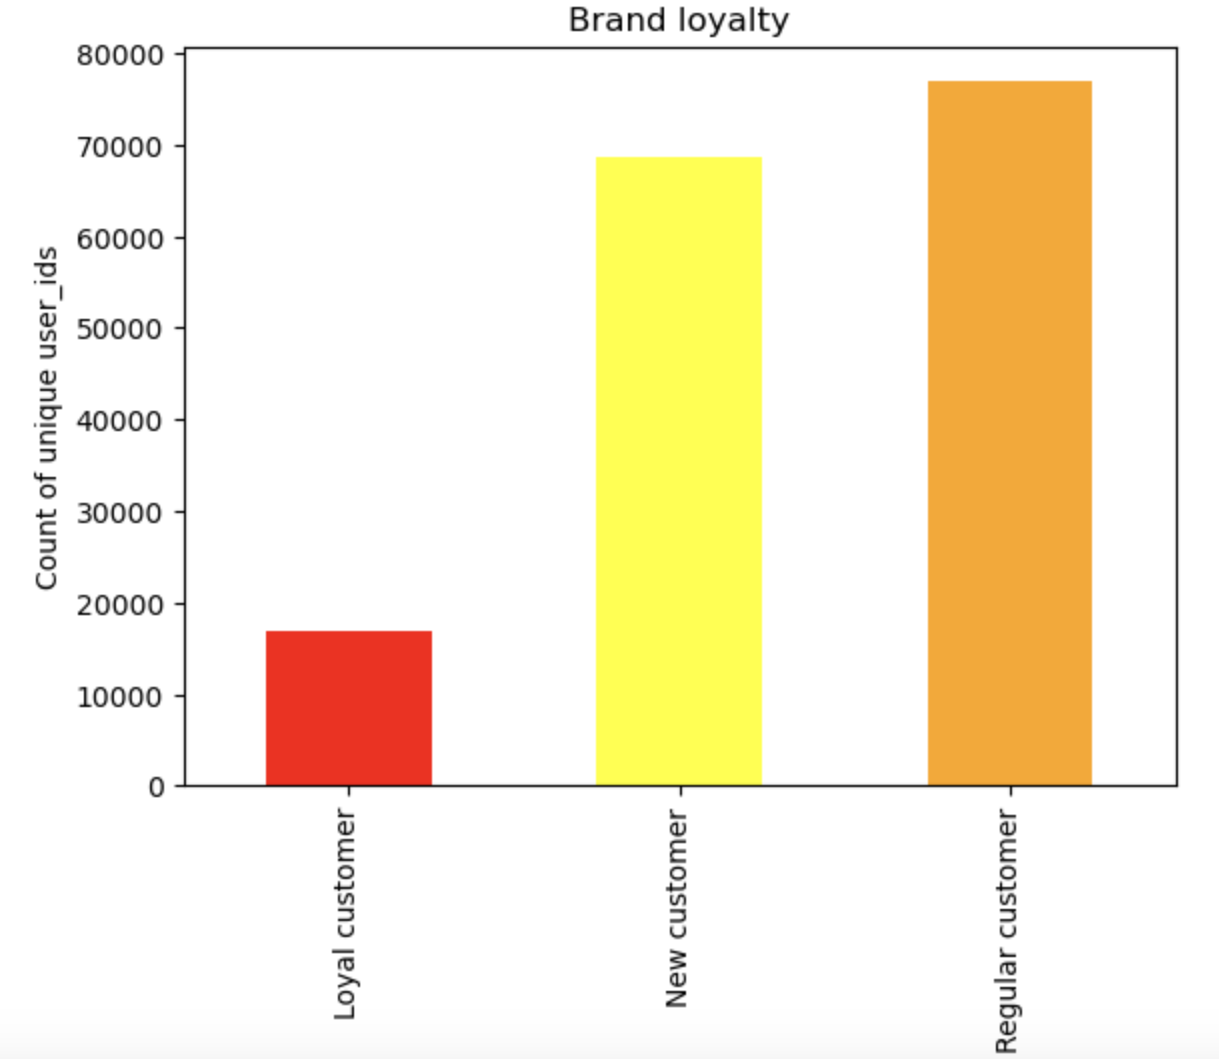 Brand loyalty
80000
70000
60000
50000
40000
30000
20000
10000
0
Count of unique user_ids
Loyal customer
New customer
Regular customer